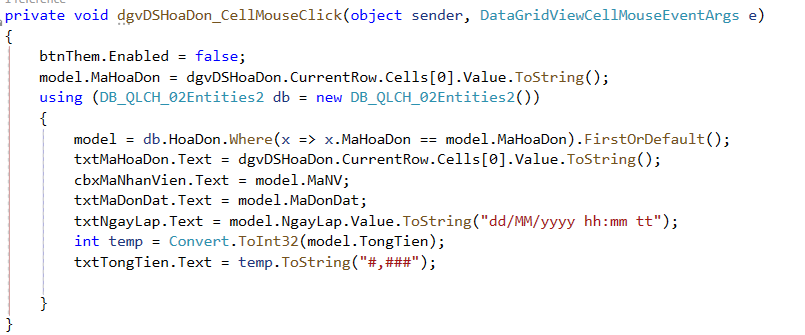 private void dgvDSHoaDon_CellMouseClick(object sender, DataGridViewCellMouseEventArgs e)
{
btnThem.Enabled = false;
model.MaHoaDon = dgvDSHoaDon.CurrentRow.Cells[0].Value.ToString();
using (DB_QLCH_02Entities2 db = new DB_QLCH_02Entities2())
{
model = db.HoaDon.Where(x => x.MaHoaDon == model.MaHoaDon).FirstOrDefault();
txtMaHoaDon.Text = dgvDSHoaDon.CurrentRow.Cells[0].Value.ToString();
cbxMaNhanVien.Text = model.MaNV;
txtMaDonDat.Text = model.MaDonDat;
txtNgayLap.Text = model.NgayLap.Value.ToString("dd/MM/yyyy hh:mm tt");
int temp = Convert.ToInt32(model.TongTien);
txtTongTien.Text = temp.ToString("#,###");
}
}